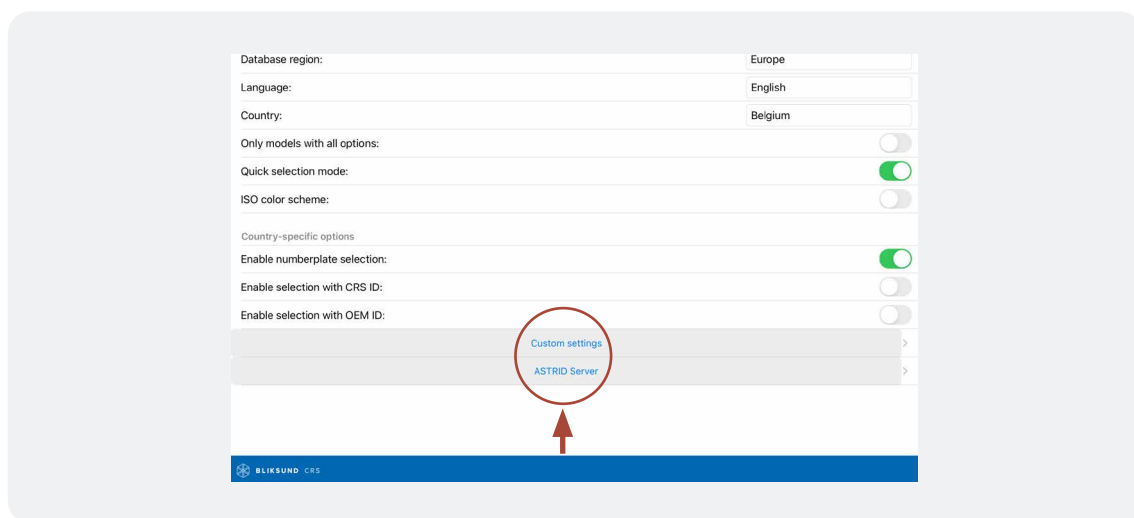 Database region: Europe
Language: English
Country: Belgium
Only models with all options:
Quick selection mode:
ISO color scheme:
Country-specific options
Enable numberplate selection:
Enable selection with CRS ID:
Enable selection with OEM ID:
Custom settings
ASTRID Server
BLIKSUND CRS